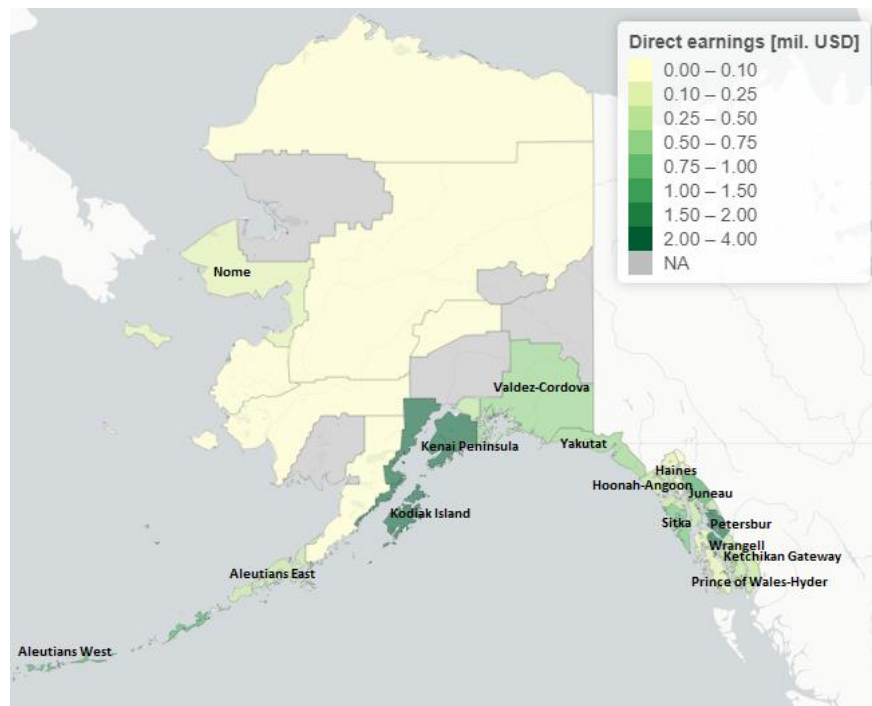 Direct earnings [mil. USD]
0.00 – 0.10
0.10 – 0.25
0.25 – 0.50
0.50 – 0.75
0.75 – 1.00
1.00 – 1.50
1.50 – 2.00
2.00 – 4.00
NA
Nome
Valdez-Cordova
Kenai Peninsula
Yakutat
Haines
Hoonah-Angoon
Juneau
Kodiak Island
Sitka
Petersbur
Wrangell
Ketchikan Gateway
Aleutians East
Prince of Wales-Hyder
Aleutians West